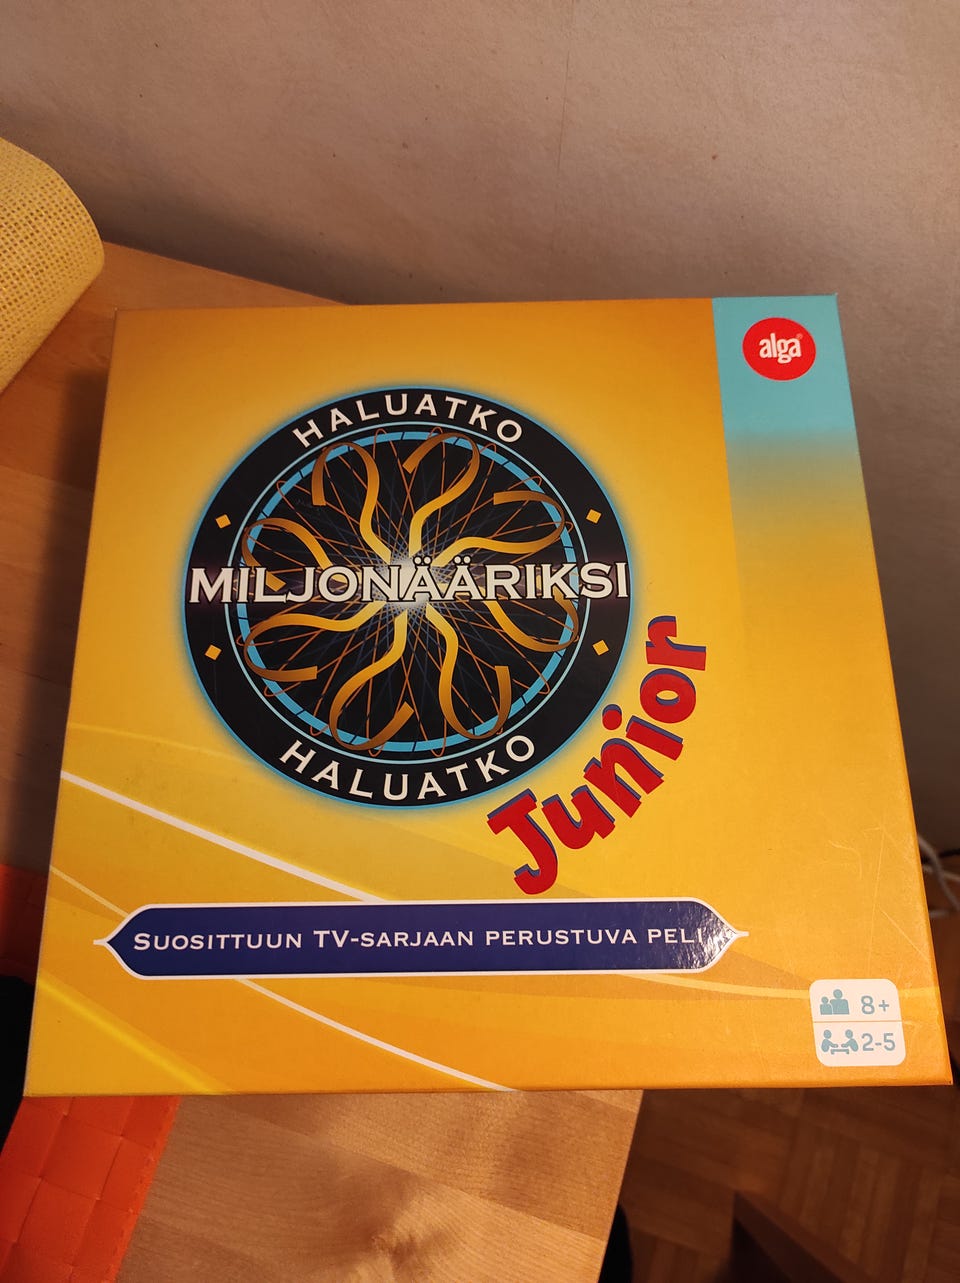 alga
HALUATKO
MILJONÄÄRIKSI
HALUATKO
Junior
SUOSITTUUN TV-SARJAAN PERUSTUVA PELI
8+
2-5